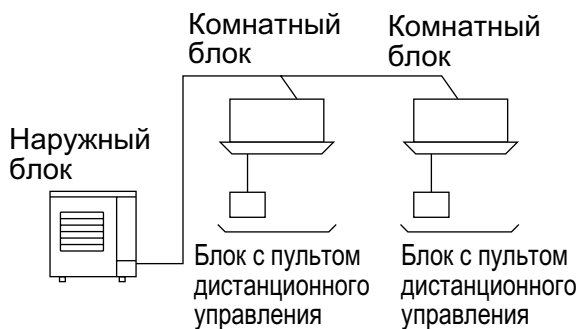 Комнатный
блок
Комнатный
блок
Наружный
блок
Блок с пультом
дистанционного
управления
Блок с пультом
дистанционного
управления